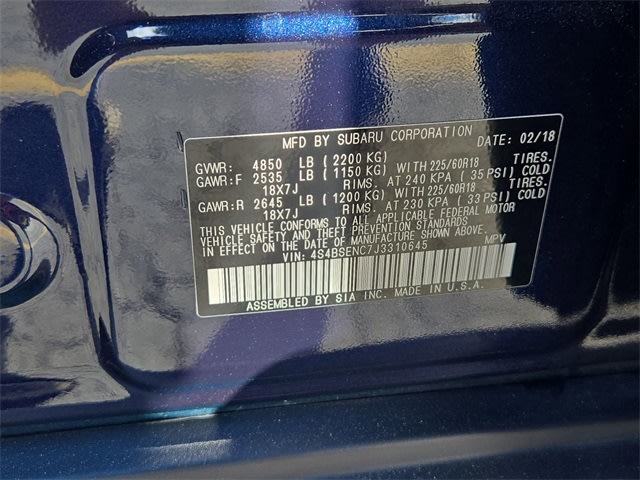 MFD BY SUBARU CORPORATION DATE: 02/18
GVWR: 4850 LB (2200 KG)
GAWR:F 2535 LB (1150 KG) WITH 225/60R18 TIRES.
18X7J RIMS. AT 240 KPA (35 PSI) COLD
GAWR:R 2645 LB (1200 KG) WITH 225/60R18 TIRES.
18X7J RIMS. AT 230 KPA (33 PSI) COLD
THIS VEHICLE CONFORMS TO ALL APPLICABLE FEDERAL MOTOR
VEHICLE SAFETY AND THEFT PREVENTION STANDARDS IN EFFECT
ON THE DATE OF MANUFACTURE SHOWN ABOVE.
VIN: 4S4BSENC7J3310645 MPV
ASSEMBLED BY SIA INC. MADE IN U.S.A.